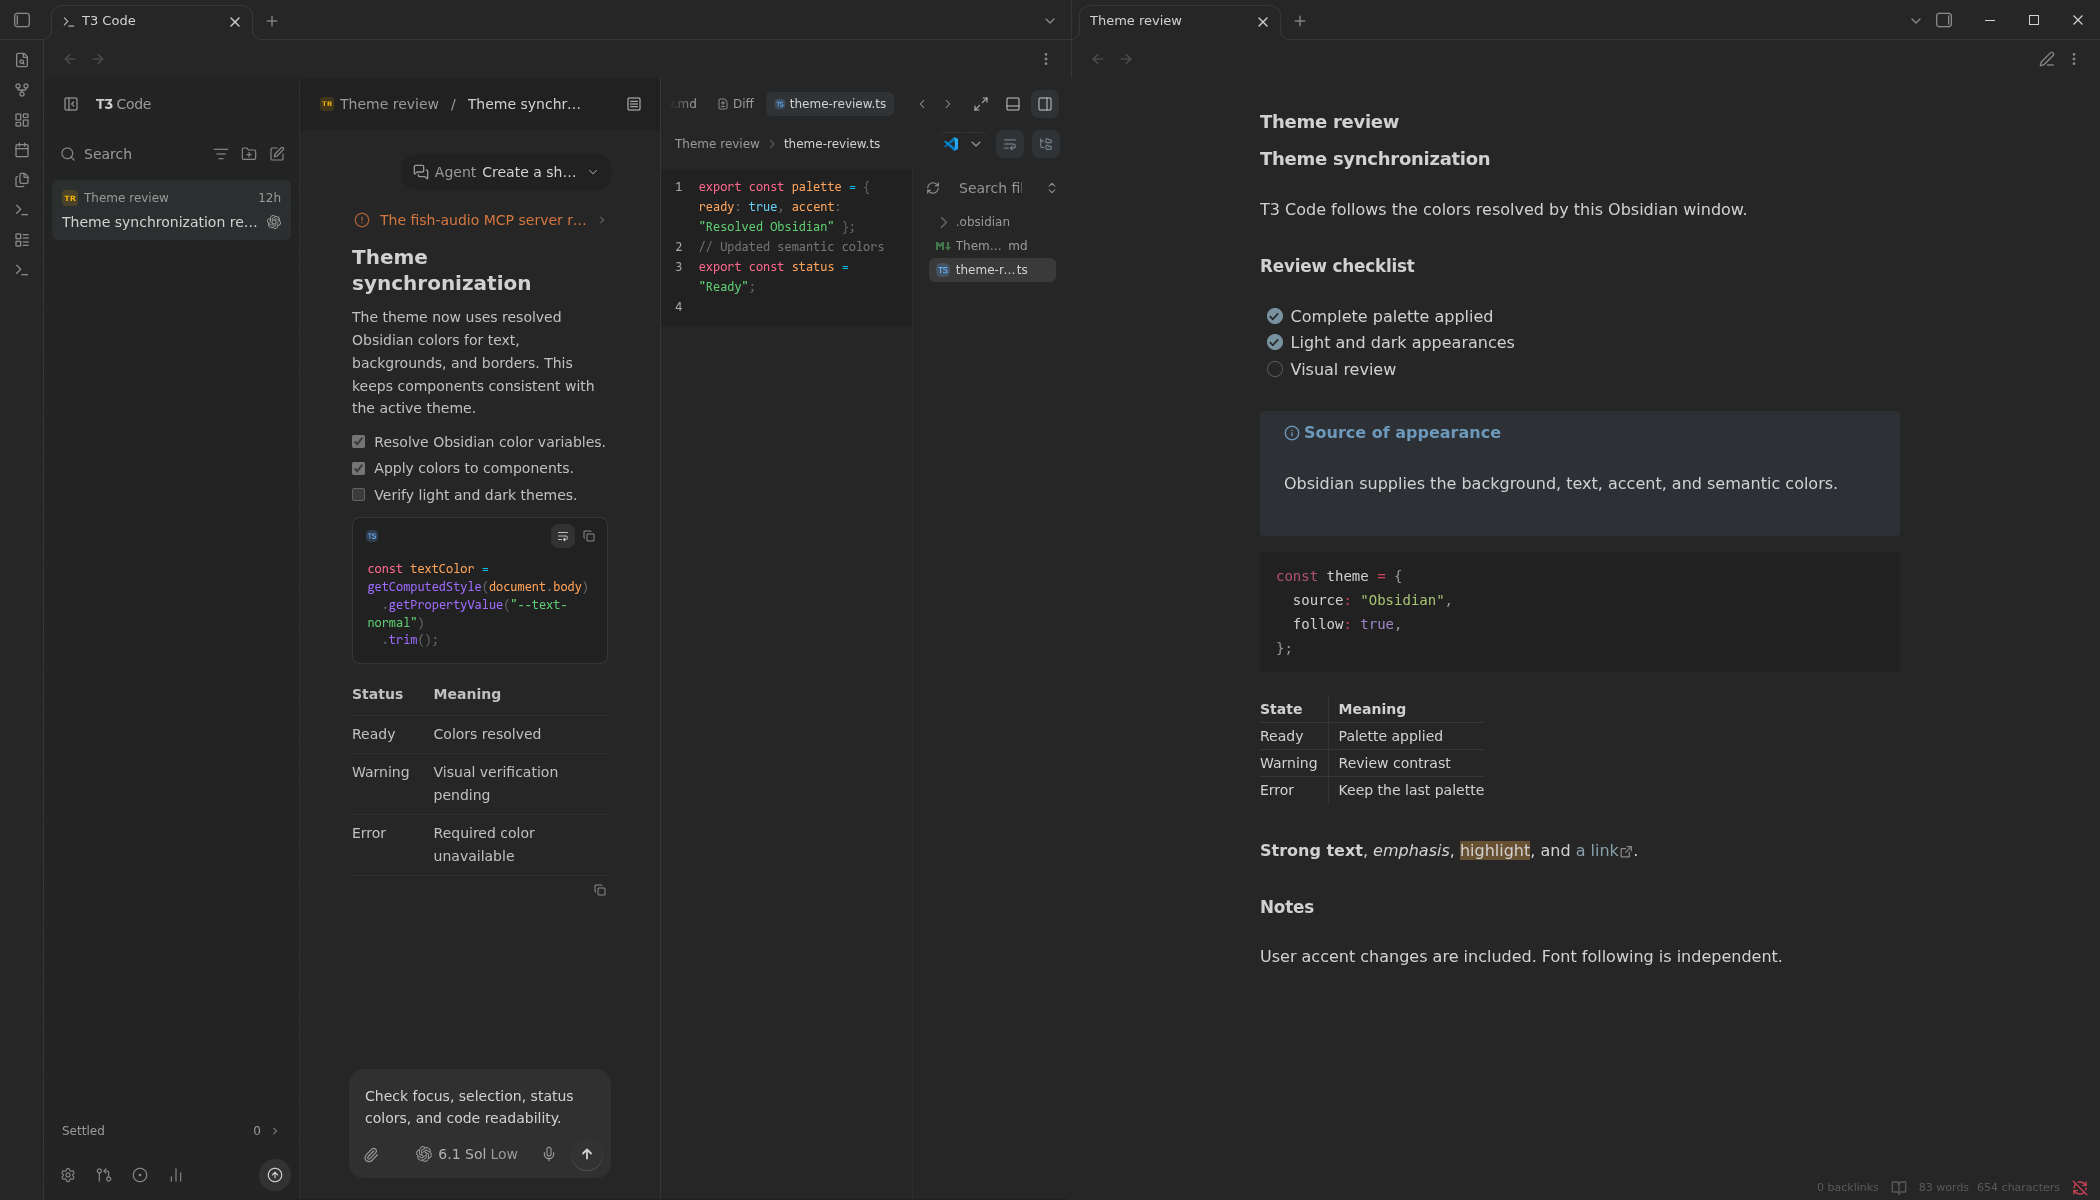 T3 Code
Theme review
T3 Code
Search
TR Theme review 12h
Theme synchronization re...
Settled 0
TR Theme review / Theme synchr...
Agent Create a sh...
The fish-audio MCP server r...
Theme
synchronization
The theme now uses resolved
Obsidian colors for text,
backgrounds, and borders. This
keeps components consistent with
the active theme.
Resolve Obsidian color variables.
Apply colors to components.
Verify light and dark themes.
TS
const textColor =
getComputedStyle(document.body)
.getPropertyValue("--text-
normal")
.trim();
Status Meaning
Ready Colors resolved
Warning Visual verification
pending
Error Required color
unavailable
Check focus, selection, status
colors, and code readability.
6.1 Sol Low
.md Diff TS theme-review.ts
Theme review > theme-review.ts
1 export const palette = {
ready: true, accent:
"Resolved Obsidian" };
2 // Updated semantic colors
3 export const status =
"Ready";
4
Search fil
.obsidian
M Them... md
TS theme-r...ts
Theme review
Theme synchronization
T3 Code follows the colors resolved by this Obsidian window.
Review checklist
Complete palette applied
Light and dark appearances
Visual review
Source of appearance
Obsidian supplies the background, text, accent, and semantic colors.
const theme = {
source: "Obsidian",
follow: true,
};
State Meaning
Ready Palette applied
Warning Review contrast
Error Keep the last palette
Strong text, emphasis, highlight, and a link.
Notes
User accent changes are included. Font following is independent.
0 backlinks 83 words 654 characters